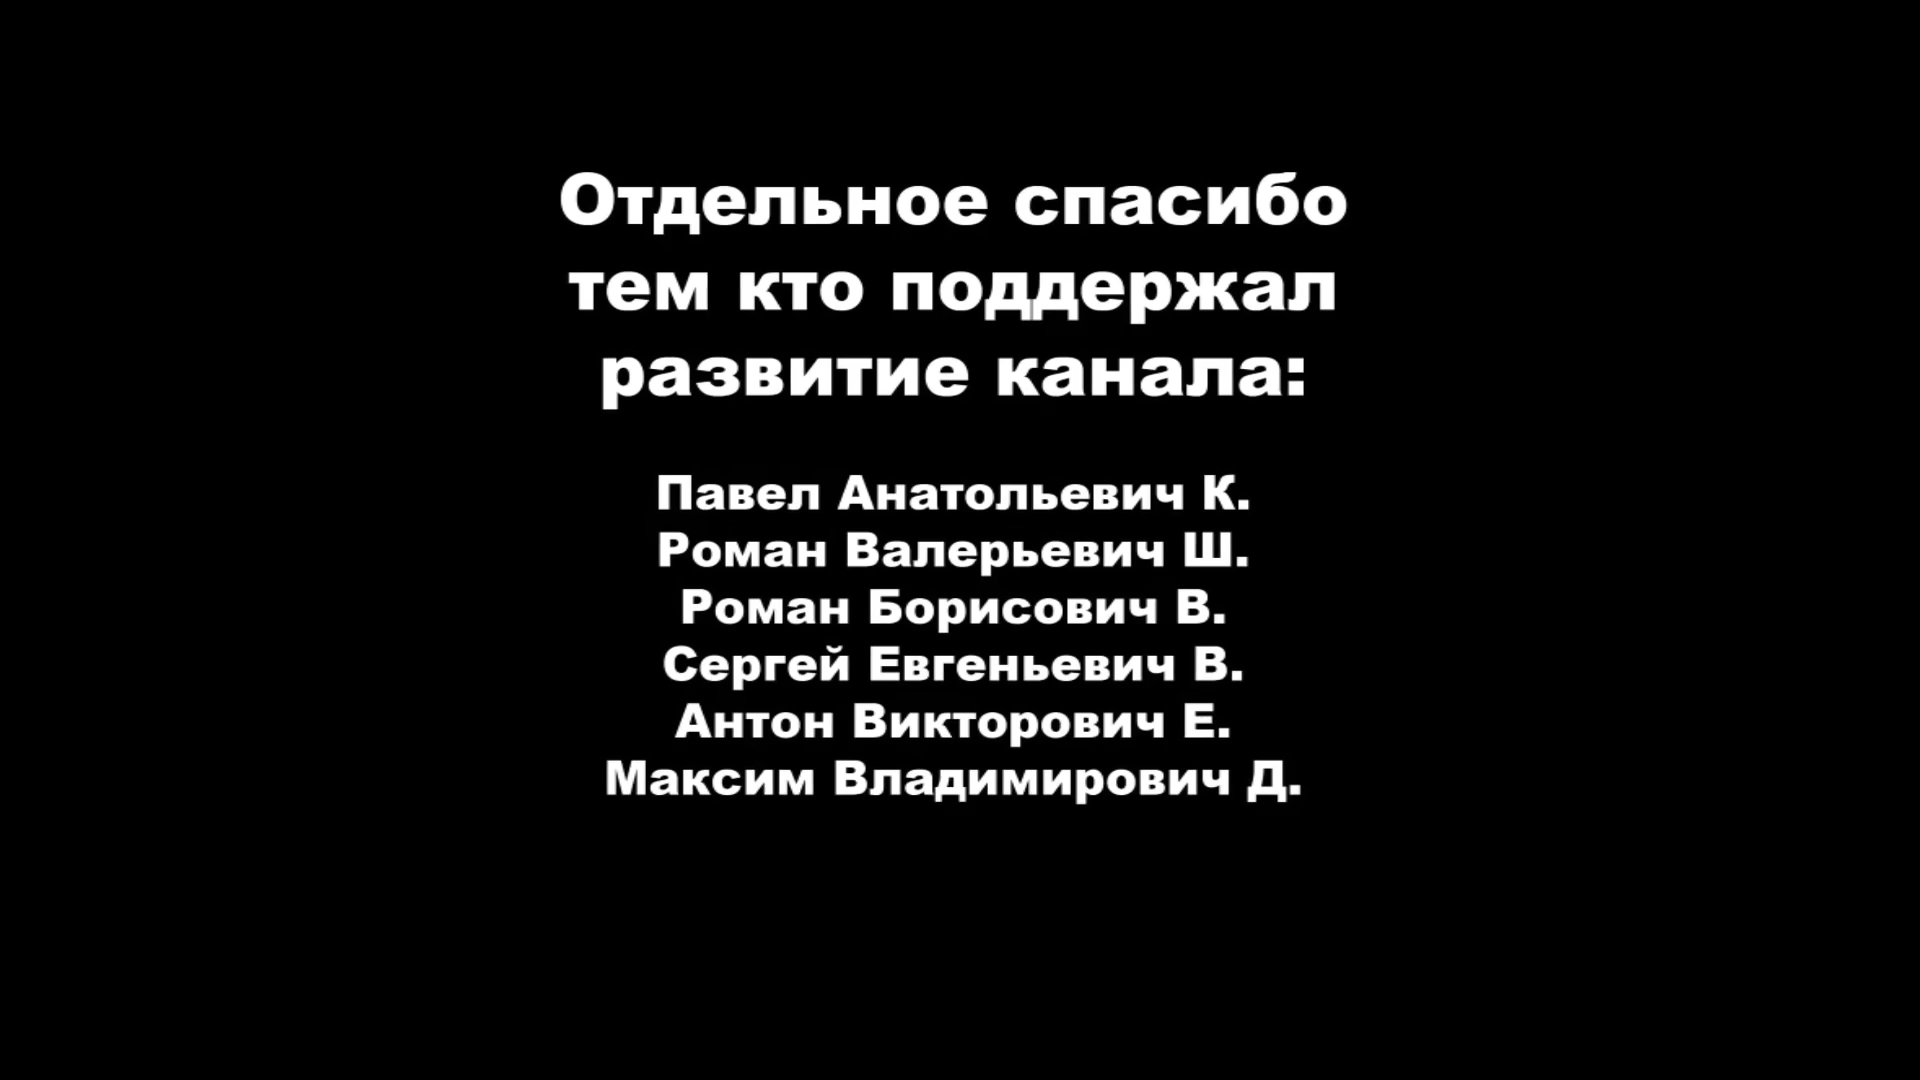 Отдельное спасибо
тем кто поддержал
развитие канала:
Павел Анатольевич К.
Роман Валерьевич Ш.
Роман Борисович В.
Сергей Евгеньевич В.
Антон Викторович Е.
Максим Владимирович Д.